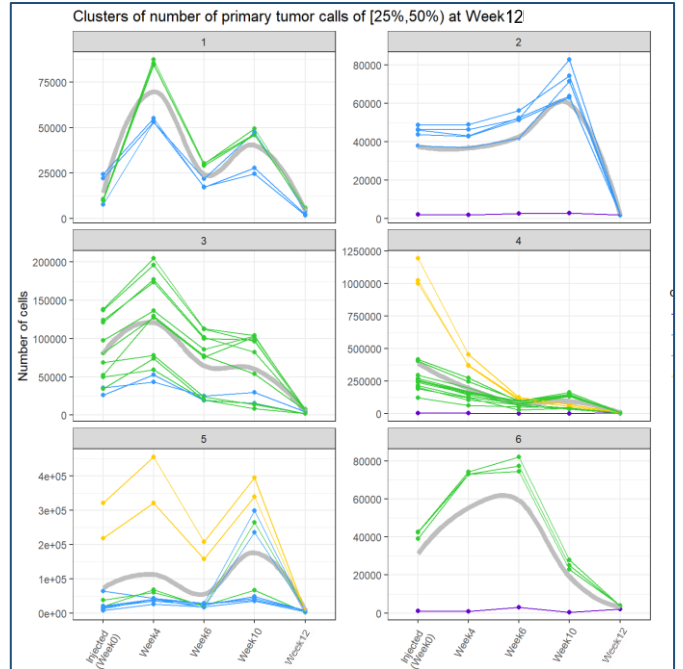 Clusters of number of primary tumor calls of [25%,50%) at Week12
1
2
75000
50000
25000
0
80000
60000
40000
20000
0
3
4
Number of cells
200000
150000
100000
50000
0
1250000
1000000
750000
500000
250000
0
5
6
4e+05
3e+05
2e+05
1e+05
0e+00
80000
60000
40000
20000
0
Injected
(Week0)
Week4
Week6
Week10
Week12
Injected
(Week0)
Week4
Week6
Week10
Week12